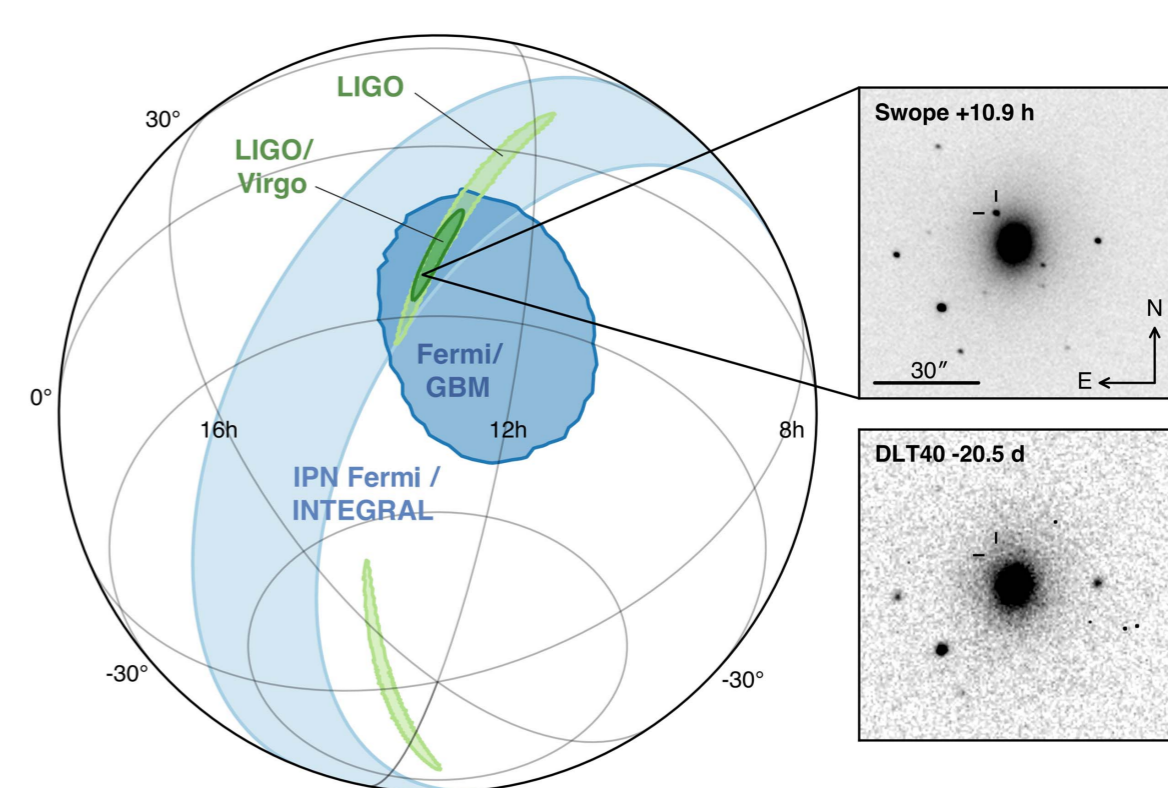 LIGO
30°
LIGO/
Virgo
Swope +10.9 h
N
E
30″
0°
Fermi/
GBM
16h
12h
8h
DLT40 -20.5 d
IPN Fermi /
INTEGRAL
-30°
-30°